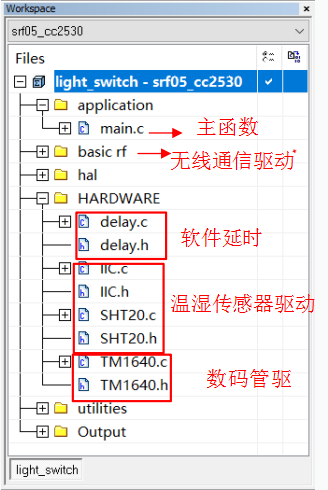 Workspace
srf05_cc2530
Files
light_switch - srf05_cc2530
application
main.c
主函数
basic rf
无线通信驱动
hal
HARDWARE
delay.c
delay.h
软件延时
IIC.c
IIC.h
SHT20.c
SHT20.h
温湿传感器驱动
TM1640.c
TM1640.h
数码管驱
utilities
Output
light_switch